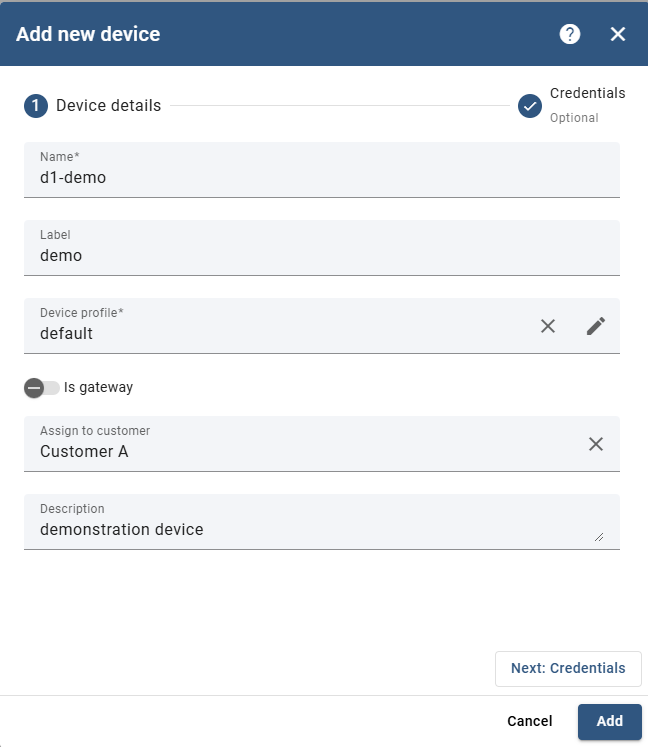 Add new device
?
1 Device details
Credentials
Optional
Name*
d1-demo
Label
demo
Device profile*
default
Is gateway
Assign to customer
Customer A
Description
demonstration device
Next: Credentials
Cancel Add